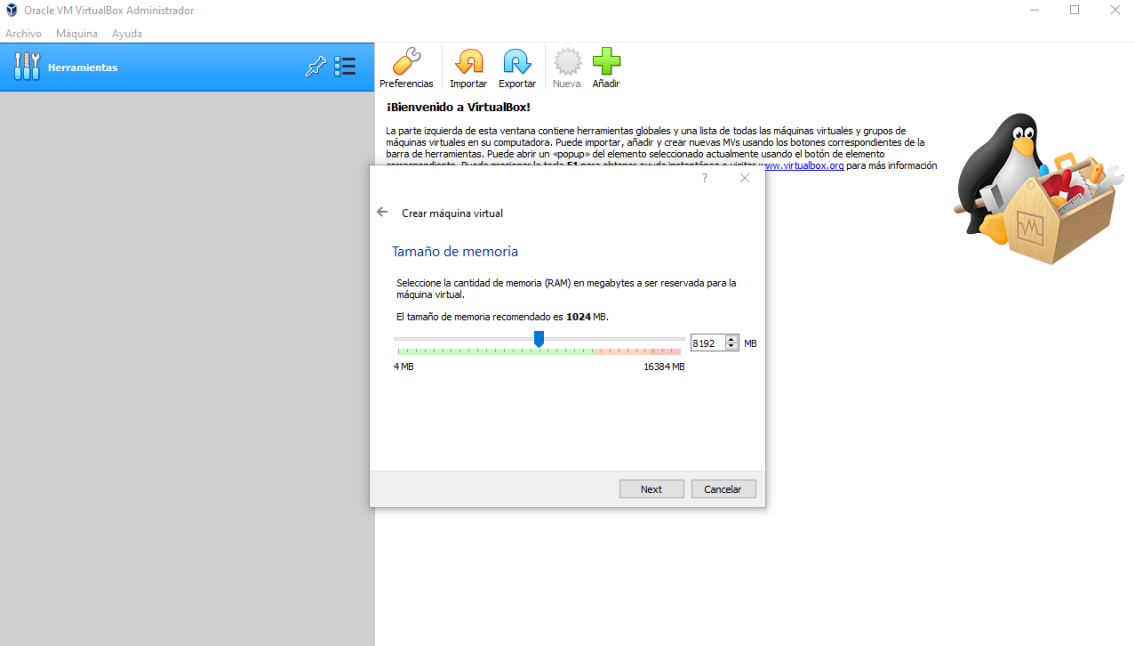 Oracle VM VirtualBox Administrador
Archivo Máquina Ayuda
Herramientas
Preferencias Importar Exportar Nueva Añadir
¡Bienvenido a VirtualBox!
La parte izquierda de esta ventana contiene herramientas globales y una lista de todas las máquinas virtuales y grupos de
máquinas virtuales en su computadora. Puede importar, añadir y crear nuevas MVs usando los botones correspondientes de la
barra de herramientas. Puede abrir un «popup» del elemento seleccionado actualmente usando el botón de elemento
www.virtualbox.org para más información
?
Crear máquina virtual
Tamaño de memoria
Seleccione la cantidad de memoria (RAM) en megabytes a ser reservada para la
máquina virtual.
El tamaño de memoria recomendado es 1024 MB.
8192 MB
4 MB 16384 MB
Next Cancelar